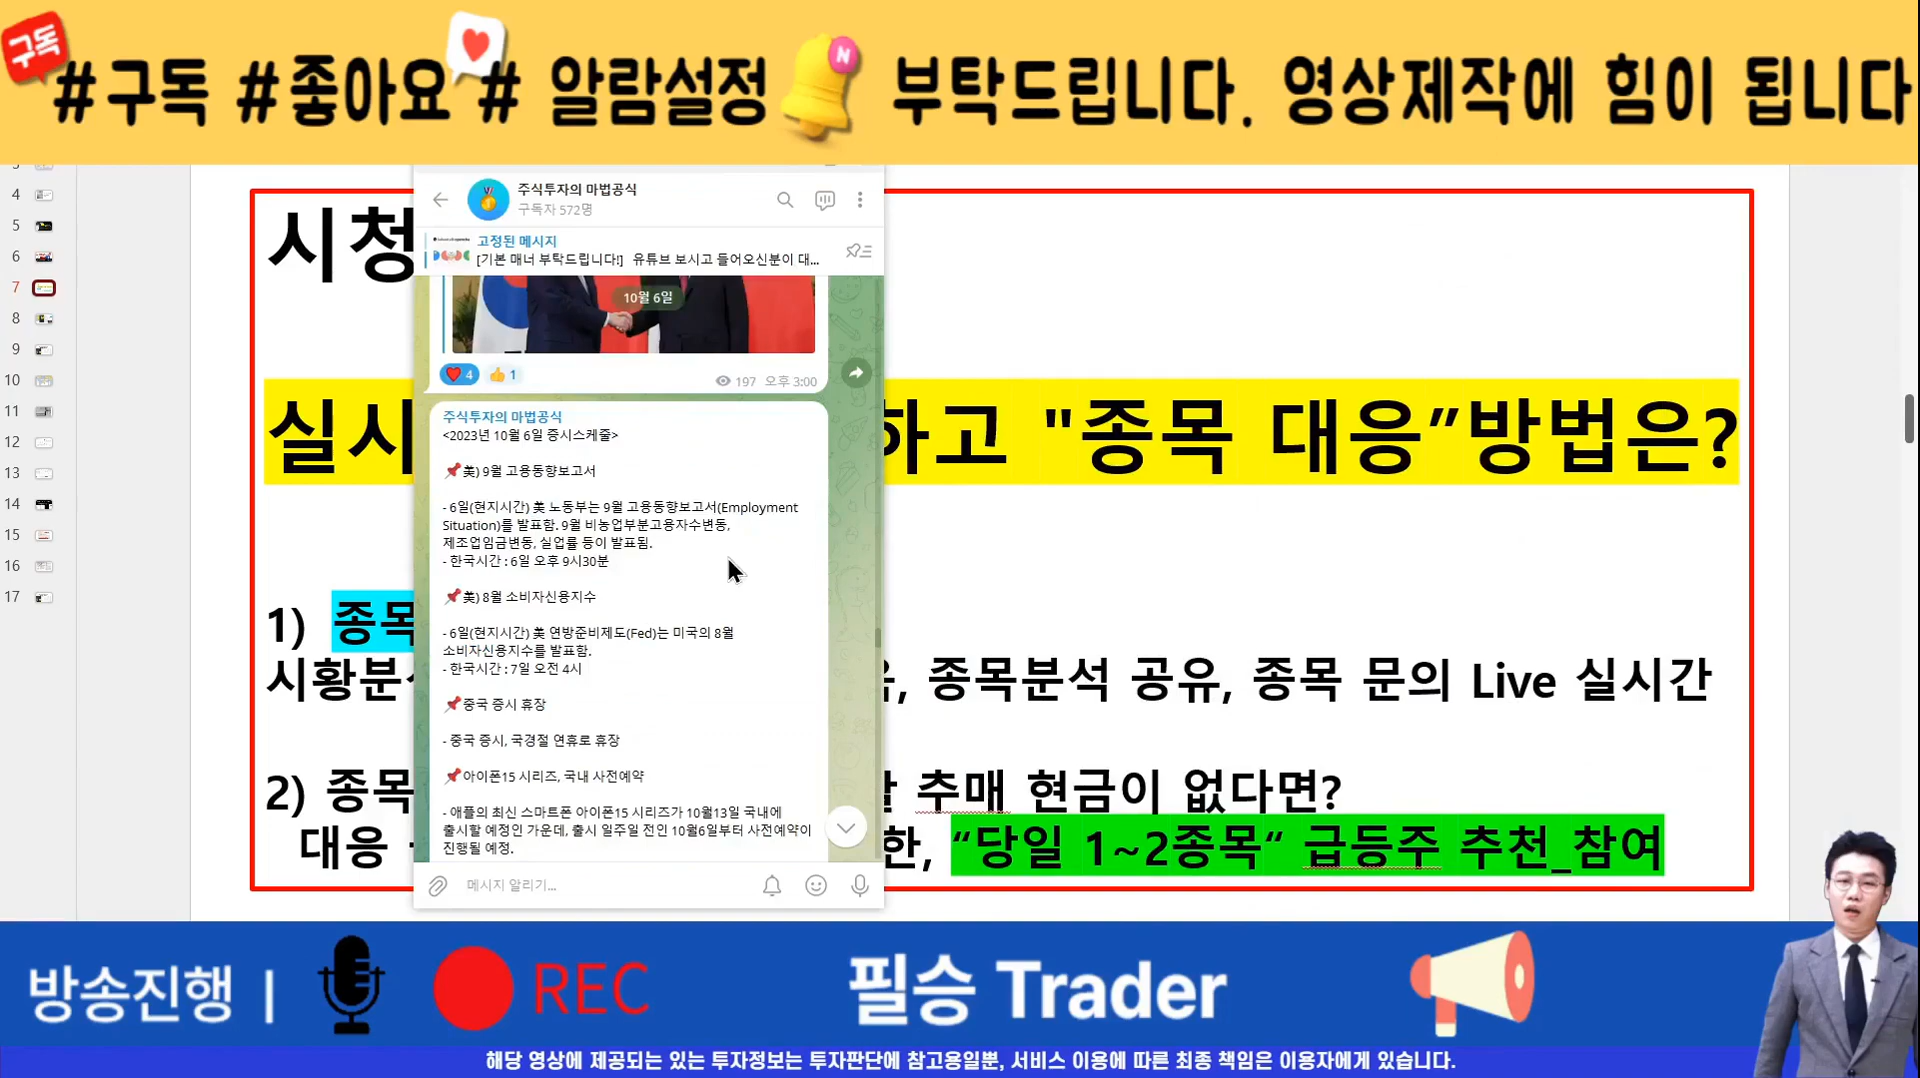 구독
#구독 #좋아요 # 알람설정 N 부탁드립니다. 영상제작에 힘이 됩니다
4
5
6
7
8
9
10
11
12
13
14
15
16
17
시청
실시 하고 "종목 대응”방법은?
1) 종목
시황분 , 종목분석 공유, 종목 문의 Live 실시간
2) 종목 추매 현금이 없다면?
대응 한, “당일 1~2종목“ 급등주 추천_참여
주식투자의 마법공식
구독자 572명
고정된 메시지
[기본 매너 부탁드립니다!] 유튜브 보시고 들어오신분이 대...
10월 6일
4 1
197 오후 3:00
주식투자의 마법공식
<2023년 10월 6일 증시스케줄>
美) 9월 고용동향보고서
- 6일(현지시간) 美 노동부는 9월 고용동향보고서(Employment
Situation)를 발표함. 9월 비농업부분고용자수변동,
제조업임금변동, 실업률 등이 발표됨.
- 한국시간 : 6일 오후 9시30분
美) 8월 소비자신용지수
- 6일(현지시간) 美 연방준비제도(Fed)는 미국의 8월
소비자신용지수를 발표함.
- 한국시간 : 7일 오전 4시
중국 증시 휴장
- 중국 증시, 국경절 연휴로 휴장
아이폰15 시리즈, 국내 사전예약
- 애플의 최신 스마트폰 아이폰15 시리즈가 10월13일 국내에
출시할 예정인 가운데, 출시 일주일 전인 10월6일부터 사전예약이
진행될 예정.
메시지 알리기...
방송진행 | REC 필승 Trader
해당 영상에 제공되는 있는 투자정보는 투자판단에 참고용일뿐, 서비스 이용에 따른 최종 책임은 이용자에게 있습니다.